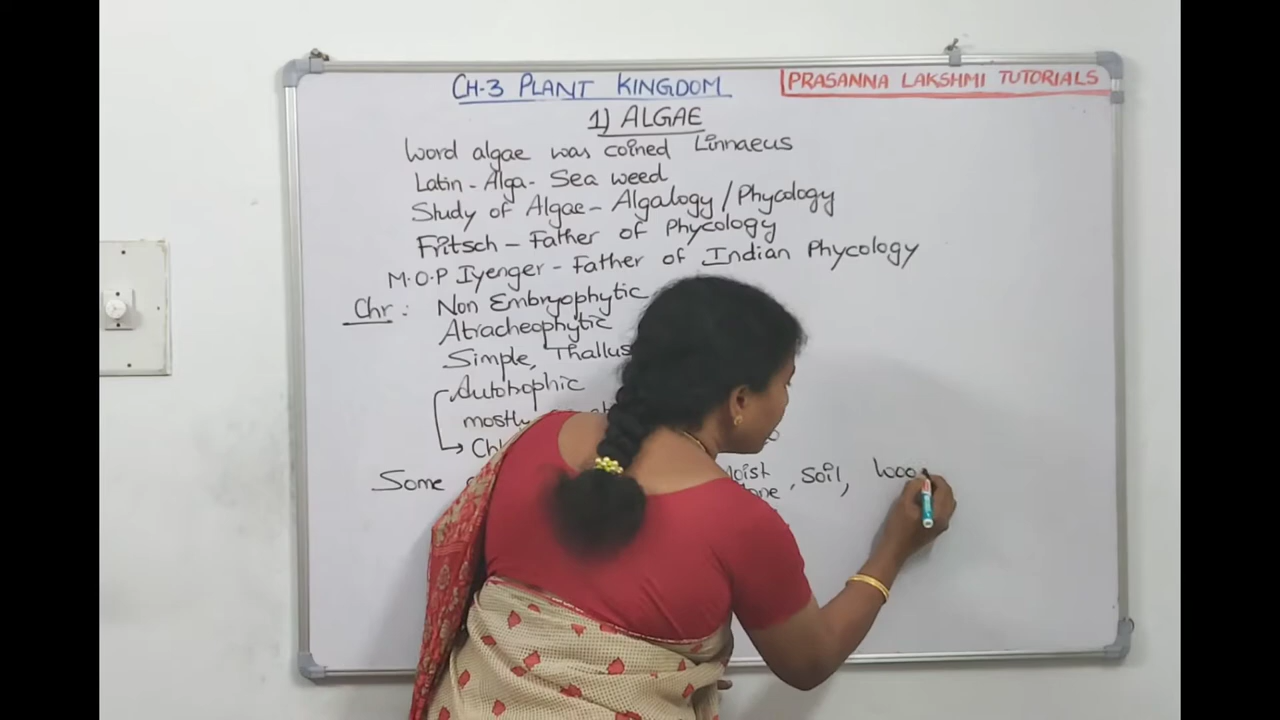 CH-3 PLANT KINGDOM
PRASANNA LAKSHMI TUTORIALS
1) ALGAE
Word algae was coined Linnaeus
Latin - Alga - Sea weed
Study of Algae - Algalogy / Phycology
Fritsch - Father of Phycology
M.O.P Iyenger - Father of Indian Phycology
Chr : Non Embryophytic
Atracheophytic
Simple, Thallus
Autotrophic
mostly
Some
moist
Soil,